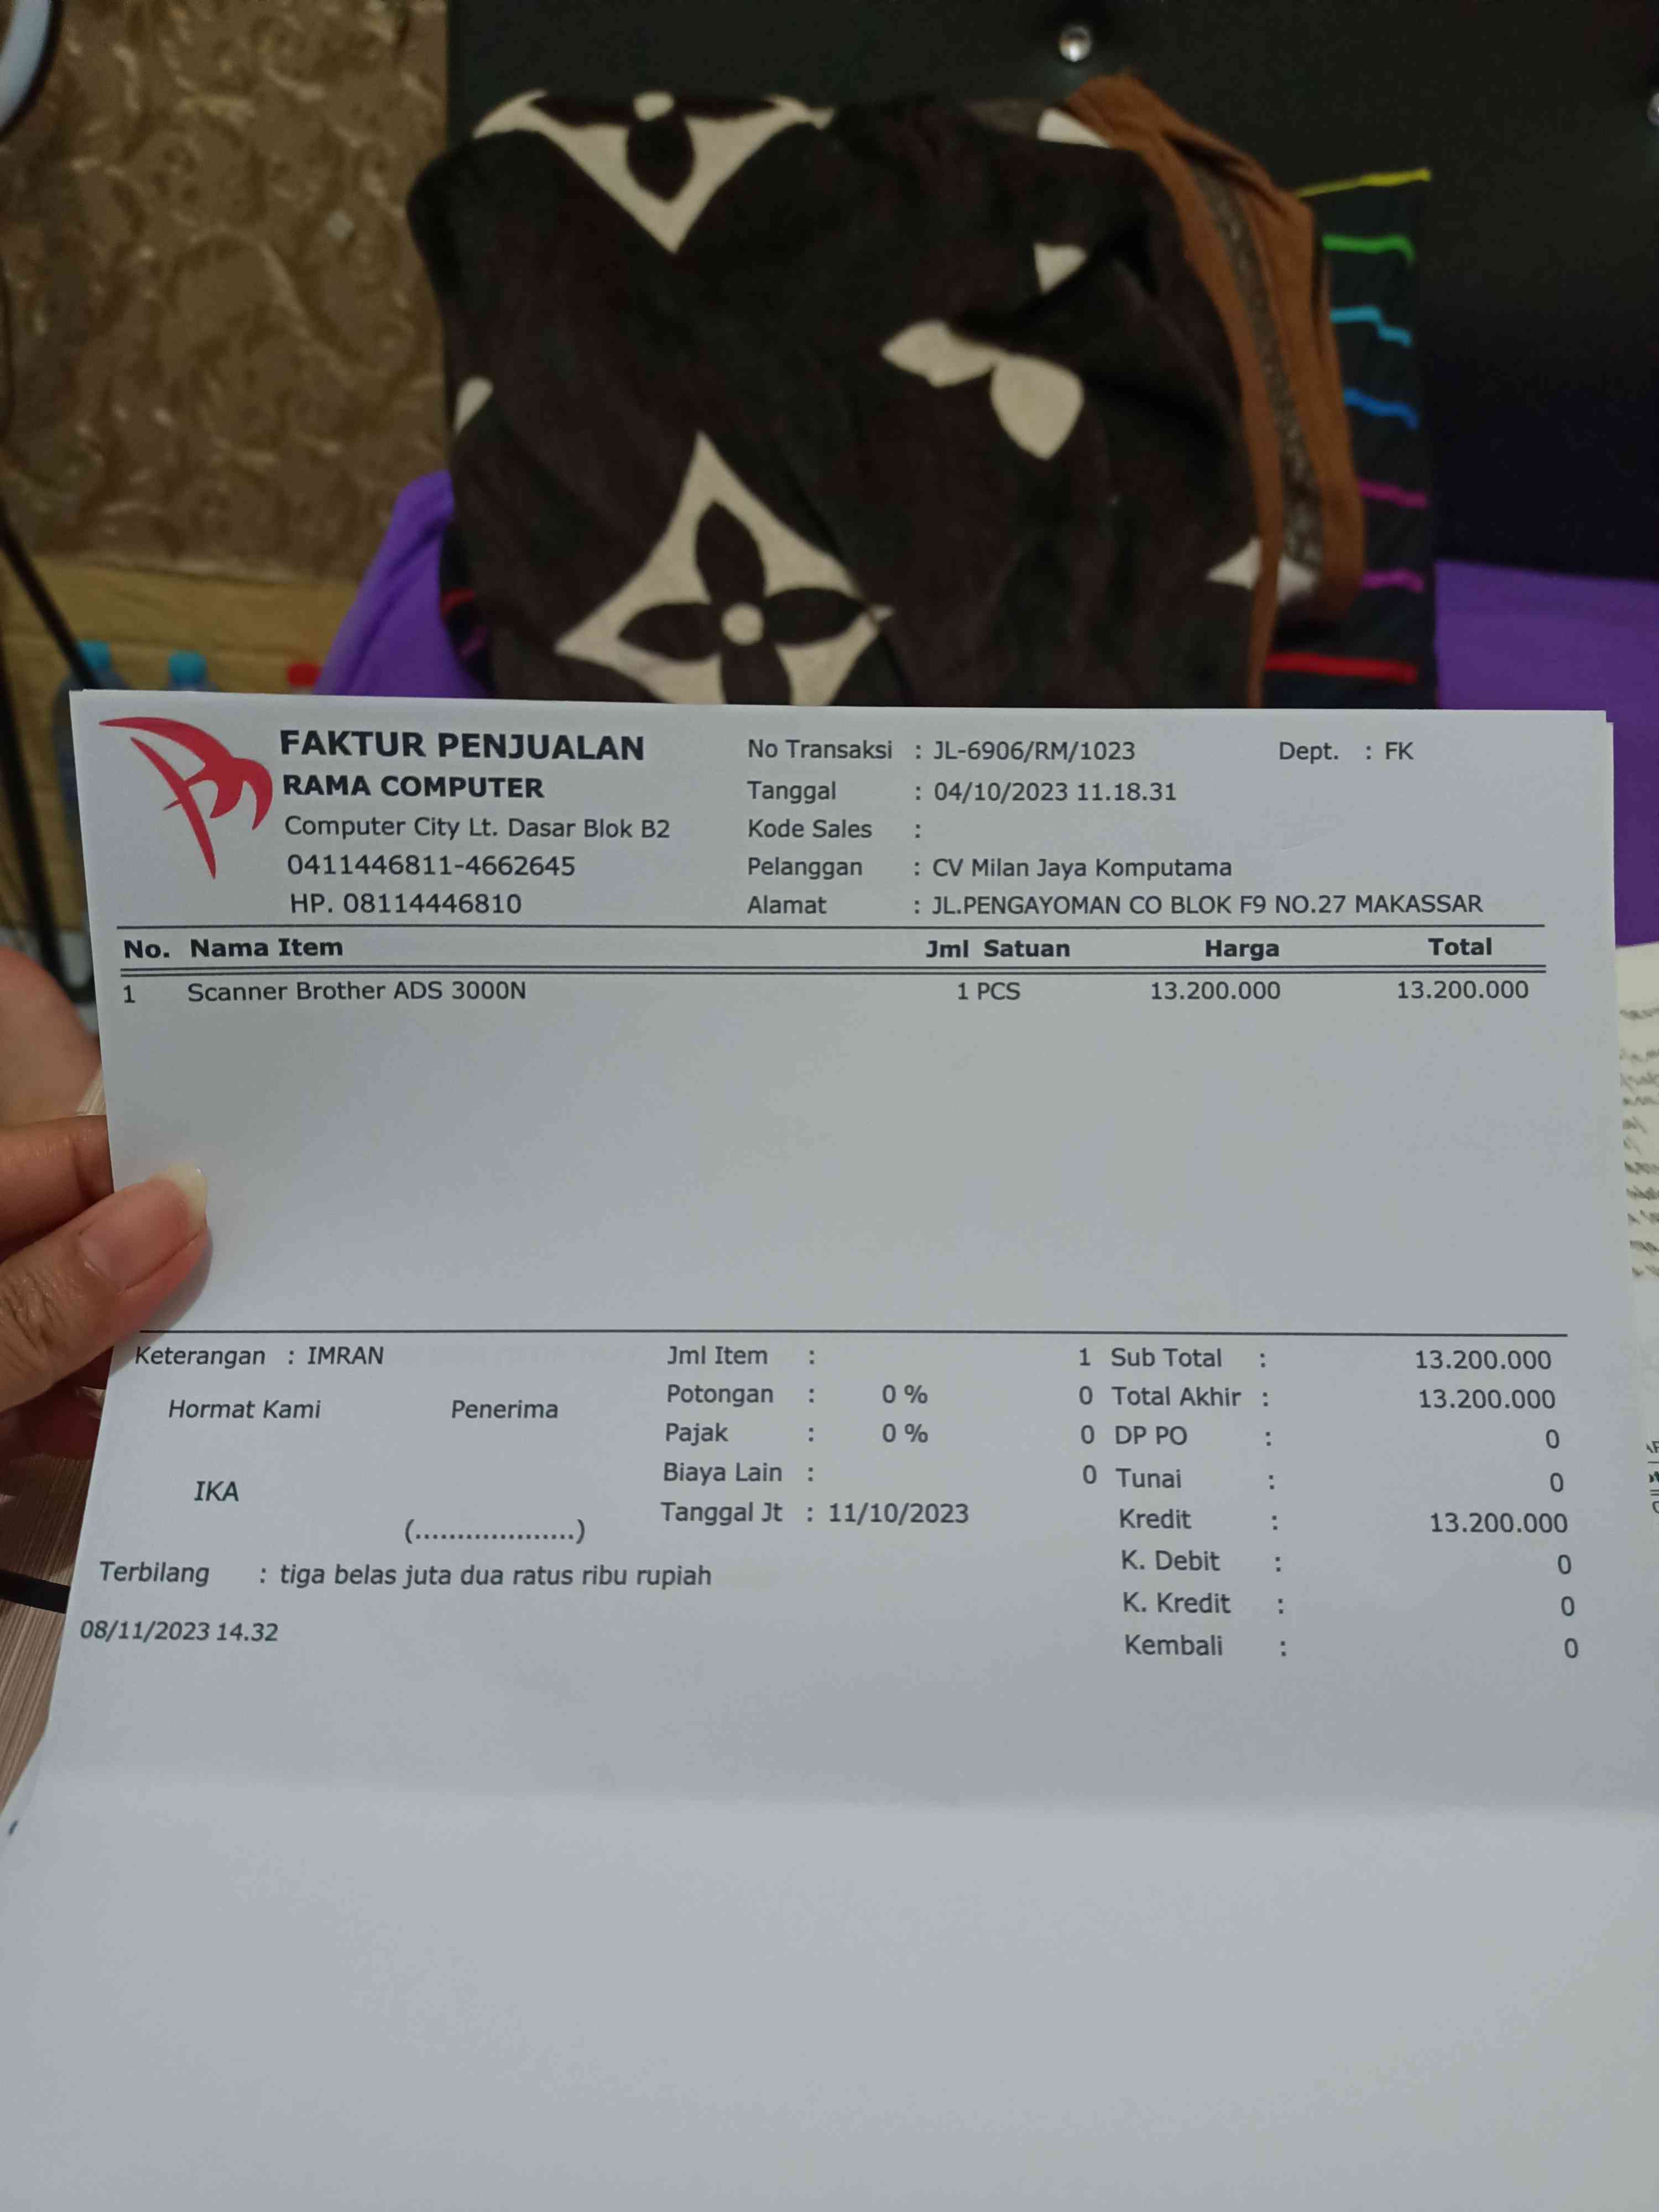 FAKTUR PENJUALAN
RAMA COMPUTER
Computer City Lt. Dasar Blok B2
0411446811-4662645
HP. 08114446810
No Transaksi : JL-6906/RM/1023 Dept. : FK
Tanggal : 04/10/2023 11.18.31
Kode Sales :
Pelanggan : CV Milan Jaya Komputama
Alamat : JL.PENGAYOMAN CO BLOK F9 NO.27 MAKASSAR
No. Nama Item Jml Satuan Harga Total
1 Scanner Brother ADS 3000N 1 PCS 13.200.000 13.200.000
Keterangan : IMRAN
Hormat Kami Penerima
IKA
(...................)
Jml Item : 1
Potongan : 0 % 0
Pajak : 0 % 0
Biaya Lain : 0
Tanggal Jt : 11/10/2023
Sub Total : 13.200.000
Total Akhir : 13.200.000
DP PO : 0
Tunai : 0
Kredit : 13.200.000
K. Debit : 0
K. Kredit : 0
Kembali : 0
Terbilang : tiga belas juta dua ratus ribu rupiah
08/11/2023 14.32